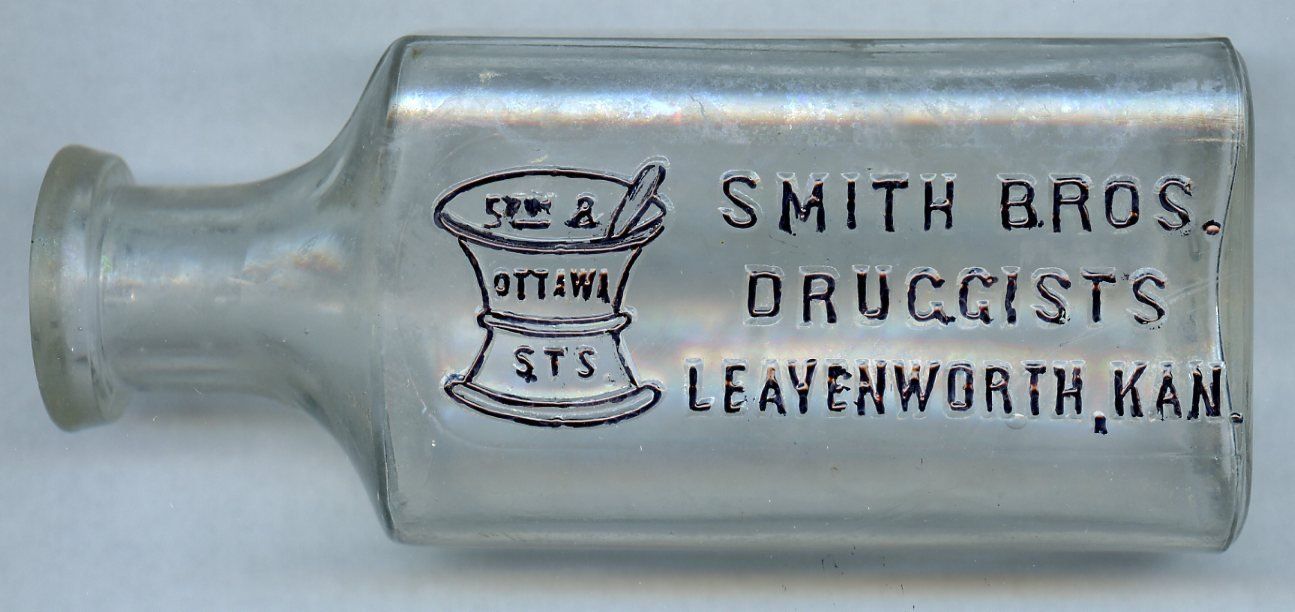 5TH &
OTTAWA
STS
SMITH BROS.
DRUGGISTS
LEAVENWORTH, KAN.